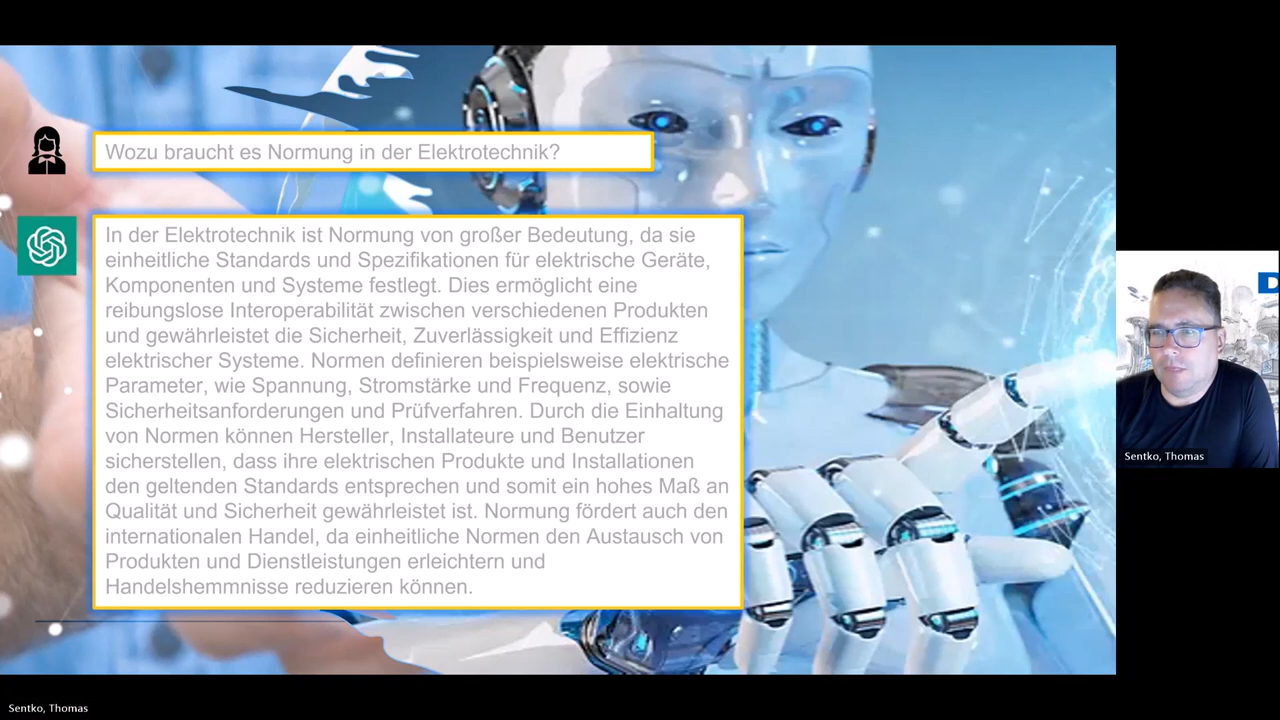 Wozu braucht es Normung in der Elektrotechnik?
In der Elektrotechnik ist Normung von großer Bedeutung, da sie
einheitliche Standards und Spezifikationen für elektrische Geräte,
Komponenten und Systeme festlegt. Dies ermöglicht eine
reibungslose Interoperabilität zwischen verschiedenen Produkten
und gewährleistet die Sicherheit, Zuverlässigkeit und Effizienz
elektrischer Systeme. Normen definieren beispielsweise elektrische
Parameter, wie Spannung, Stromstärke und Frequenz, sowie
Sicherheitsanforderungen und Prüfverfahren. Durch die Einhaltung
von Normen können Hersteller, Installateure und Benutzer
sicherstellen, dass ihre elektrischen Produkte und Installationen
den geltenden Standards entsprechen und somit ein hohes Maß an
Qualität und Sicherheit gewährleistet ist. Normung fördert auch den
internationalen Handel, da einheitliche Normen den Austausch von
Produkten und Dienstleistungen erleichtern und
Handelshemmnisse reduzieren können.
Sentko, Thomas
Sentko, Thomas